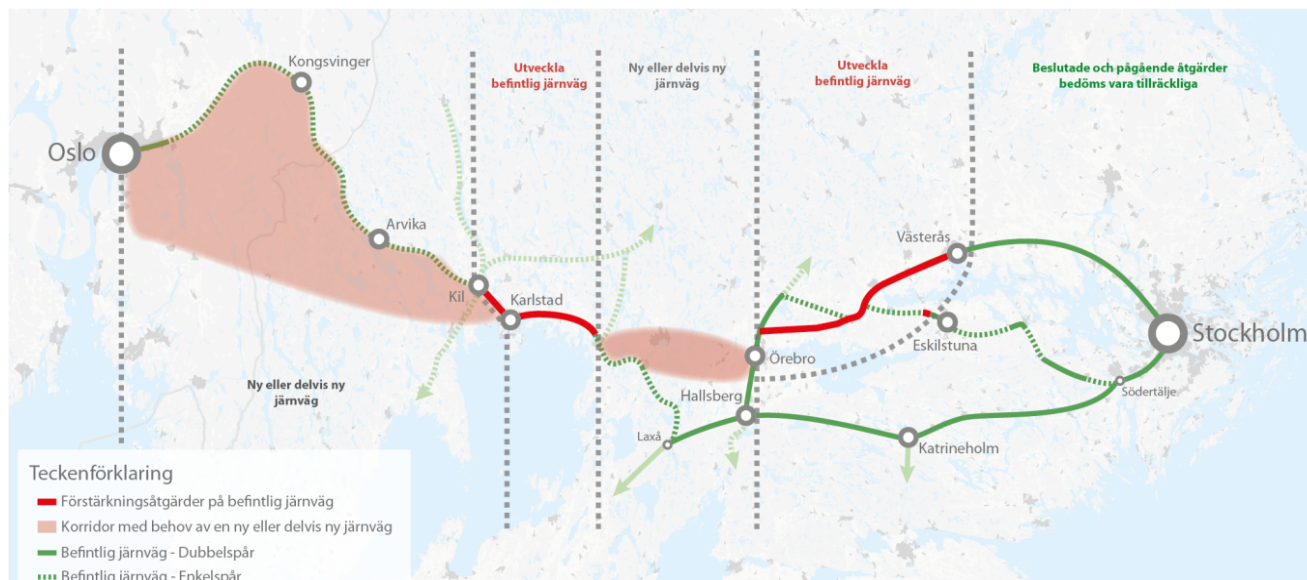 Kongsvinger
Oslo
Arvika
Kil
Karlstad
Utveckla
befintlig järnväg
Ny eller delvis ny
järnväg
Utveckla
befintlig järnväg
Beslutade och pågående åtgärder
bedöms vara tillräckliga
Västerås
Stockholm
Eskilstuna
Örebro
Södertälje
Hallsberg
Laxå
Katrineholm
Ny eller delvis ny
järnväg
Teckenförklaring
Förstärkningsåtgärder på befintlig järnväg
Korridor med behov av en ny eller delvis ny järnväg
Befintlig järnväg - Dubbelspår
Befintlig järnväg - Enkelspår